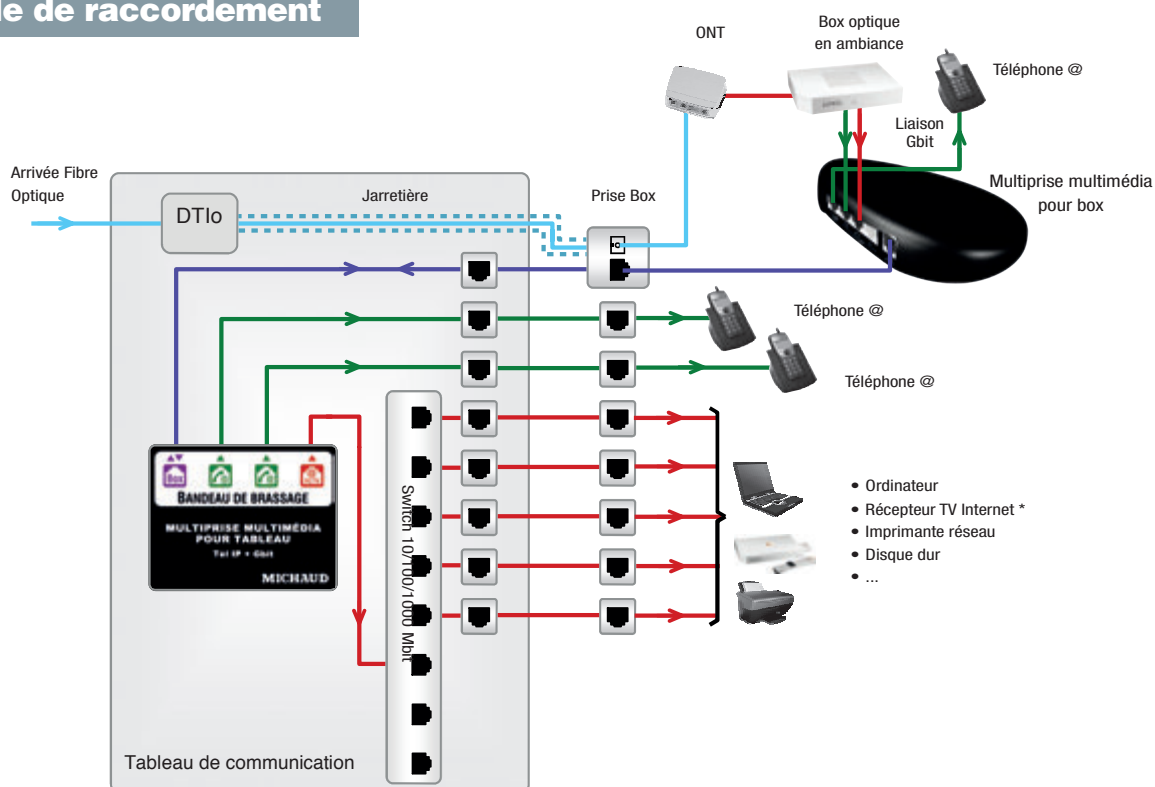 le de raccordement
ONT
Box optique
en ambiance
Téléphone @
Liaison
Gbit
Arrivée Fibre
Optique
DTIo
Jarretière
Prise Box
Multiprise multimédia
pour box
Téléphone @
Téléphone @
Box
BANDEAU DE BRASSAGE
MULTIPRISE MULTIMÉDIA
POUR TABLEAU
Tel IP + Gbit
MICHAUD
Switch 10/100/1000 Mbit
• Ordinateur
• Récepteur TV Internet *
• Imprimante réseau
• Disque dur
• ...
Tableau de communication